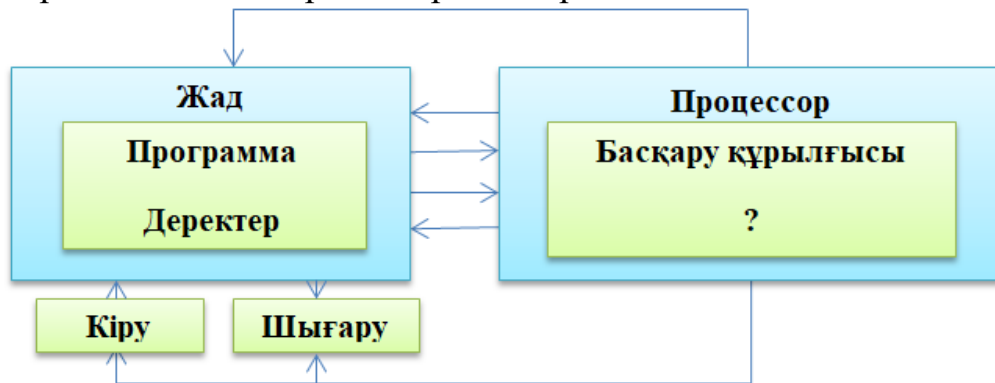 Жад
Программа
Деректер
Процессор
Басқару құрылғысы
?
Кіру
Шығару